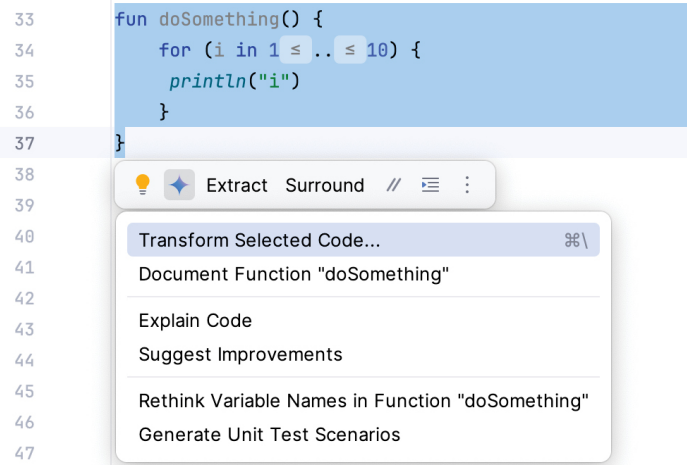 33 fun doSomething() {
34 for (i in 1 ≤ .. ≤ 10) {
35 println("i")
36 }
37 }
38
39
Extract Surround // ⋮
40
Transform Selected Code... ⌘\
41
Document Function "doSomething"
42
43
Explain Code
44
Suggest Improvements
45
Rethink Variable Names in Function "doSomething"
46
Generate Unit Test Scenarios
47